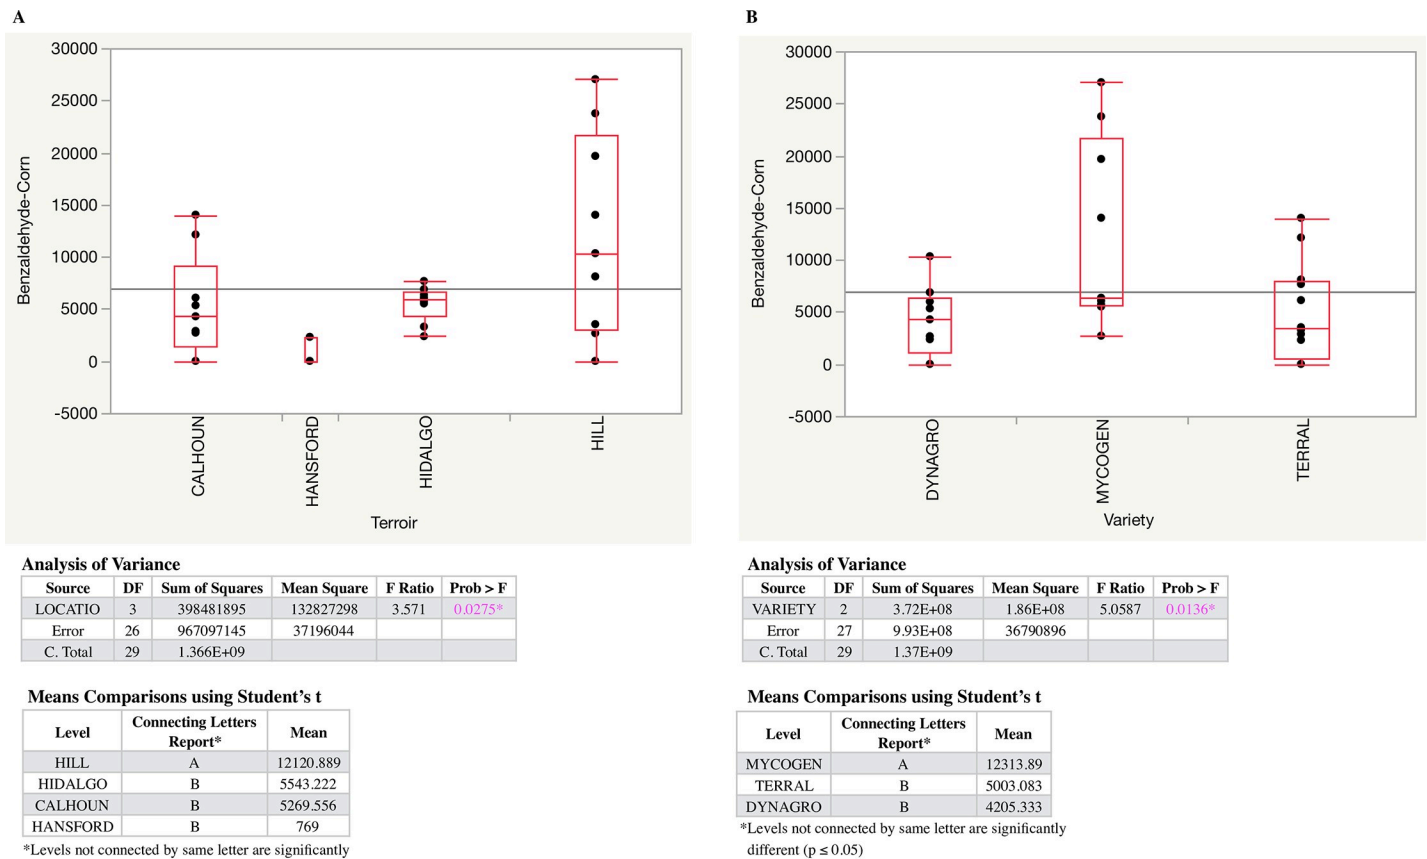 A
30000
25000
20000
15000
10000
5000
0
-5000
Benzaldehyde-Corn
CALHOUN
HANSFORD
HIDALGO
HILL
Terroir
Analysis of Variance
Source DF Sum of Squares Mean Square F Ratio Prob > F
LOCATIO 3 398481895 132827298 3.571 0.0275*
Error 26 967097145 37196044
C. Total 29 1.366E+09
Means Comparisons using Student’s t
Level Connecting Letters Report* Mean
HILL A 12120.889
HIDALGO B 5543.222
CALHOUN B 5269.556
HANSFORD B 769
*Levels not connected by same letter are significantly
B
30000
25000
20000
15000
10000
5000
0
-5000
Benzaldehyde-Corn
DYNAGRO
MYCOGEN
TERRAL
Variety
Analysis of Variance
Source DF Sum of Squares Mean Square F Ratio Prob > F
VARIETY 2 3.72E+08 1.86E+08 5.0587 0.0136*
Error 27 9.93E+08 36790896
C. Total 29 1.37E+09
Means Comparisons using Student’s t
Level Connecting Letters Report* Mean
MYCOGEN A 12313.89
TERRAL B 5003.083
DYNAGRO B 4205.333
*Levels not connected by same letter are significantly
different (p ≤ 0.05)